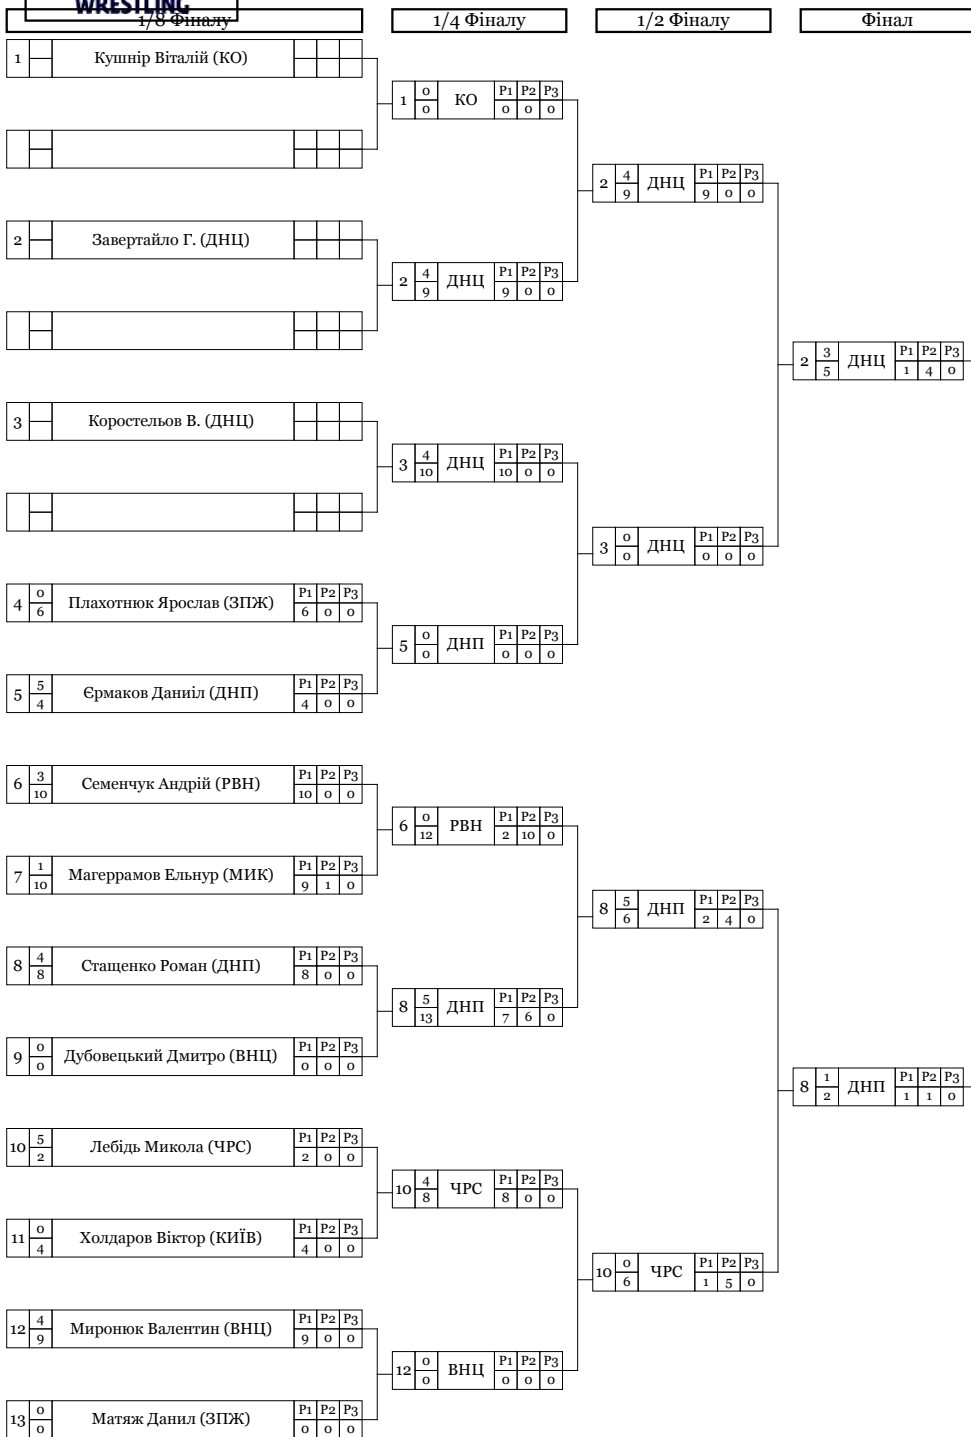 WRESTLING
1/8 Фіналу 1/4 Фіналу 1/2 Фіналу Фінал
1 Кушнір Віталій (КО)
1 0 КО P1 P2 P3
0 0 0 0
2 4 ДНЦ P1 P2 P3
9 9 0 0
2 Завертайло Г. (ДНЦ)
2 4 ДНЦ P1 P2 P3
9 9 0 0
2 3 ДНЦ P1 P2 P3
5 1 4 0
3 Коростельов В. (ДНЦ)
3 4 ДНЦ P1 P2 P3
10 10 0 0
3 0 ДНЦ P1 P2 P3
0 0 0 0
4 0 Плахотнюк Ярослав (ЗПЖ) P1 P2 P3
6 6 0 0
5 0 ДНП P1 P2 P3
0 0 0 0
5 5 Єрмаков Даниіл (ДНП) P1 P2 P3
4 4 0 0
6 3 Семенчук Андрій (РВН) P1 P2 P3
10 10 0 0
6 0 РВН P1 P2 P3
12 2 10 0
7 1 Магеррамов Ельнур (МИК) P1 P2 P3
10 9 1 0
8 5 ДНП P1 P2 P3
6 2 4 0
8 4 Стащенко Роман (ДНП) P1 P2 P3
8 8 0 0
8 5 ДНП P1 P2 P3
13 7 6 0
9 0 Дубовецький Дмитро (ВНЦ) P1 P2 P3
0 0 0 0
8 1 ДНП P1 P2 P3
2 1 1 0
10 5 Лебідь Микола (ЧРС) P1 P2 P3
2 2 0 0
10 4 ЧРС P1 P2 P3
8 8 0 0
11 0 Холдаров Віктор (КИЇВ) P1 P2 P3
4 4 0 0
10 0 ЧРС P1 P2 P3
6 1 5 0
12 4 Миронюк Валентин (ВНЦ) P1 P2 P3
9 9 0 0
12 0 ВНЦ P1 P2 P3
0 0 0 0
13 0 Матяж Данил (ЗПЖ) P1 P2 P3
0 0 0 0